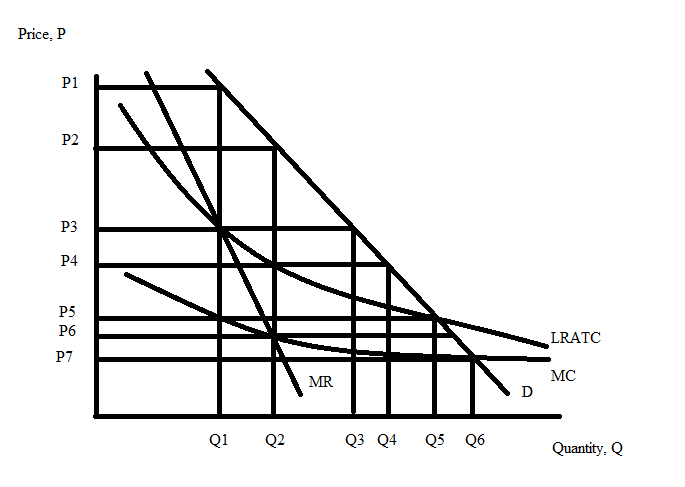 Price, P
P1
P2
P3
P4
P5
P6
P7
LRATC
MC
MR
D
Q1
Q2
Q3
Q4
Q5
Q6
Quantity, Q